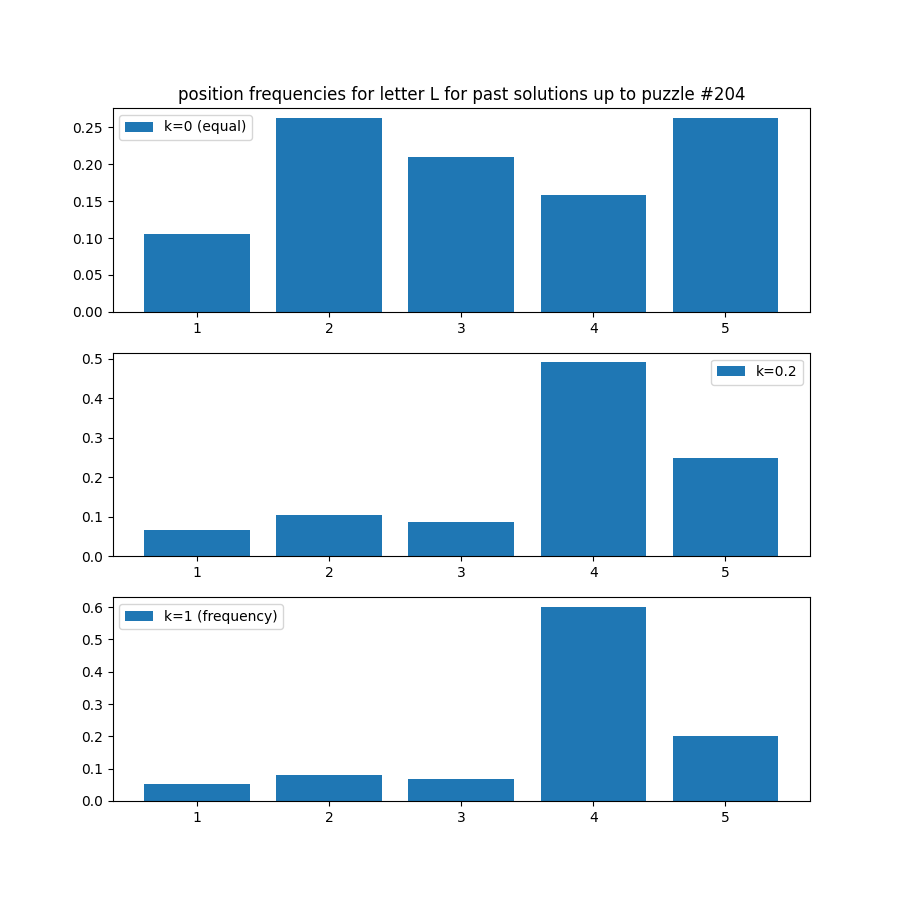 position frequencies for letter L for past solutions up to puzzle #204
k=0 (equal)
0.25
0.20
0.15
0.10
0.05
0.00
1 2 3 4 5
k=0.2
0.5
0.4
0.3
0.2
0.1
0.0
1 2 3 4 5
k=1 (frequency)
0.6
0.5
0.4
0.3
0.2
0.1
0.0
1 2 3 4 5